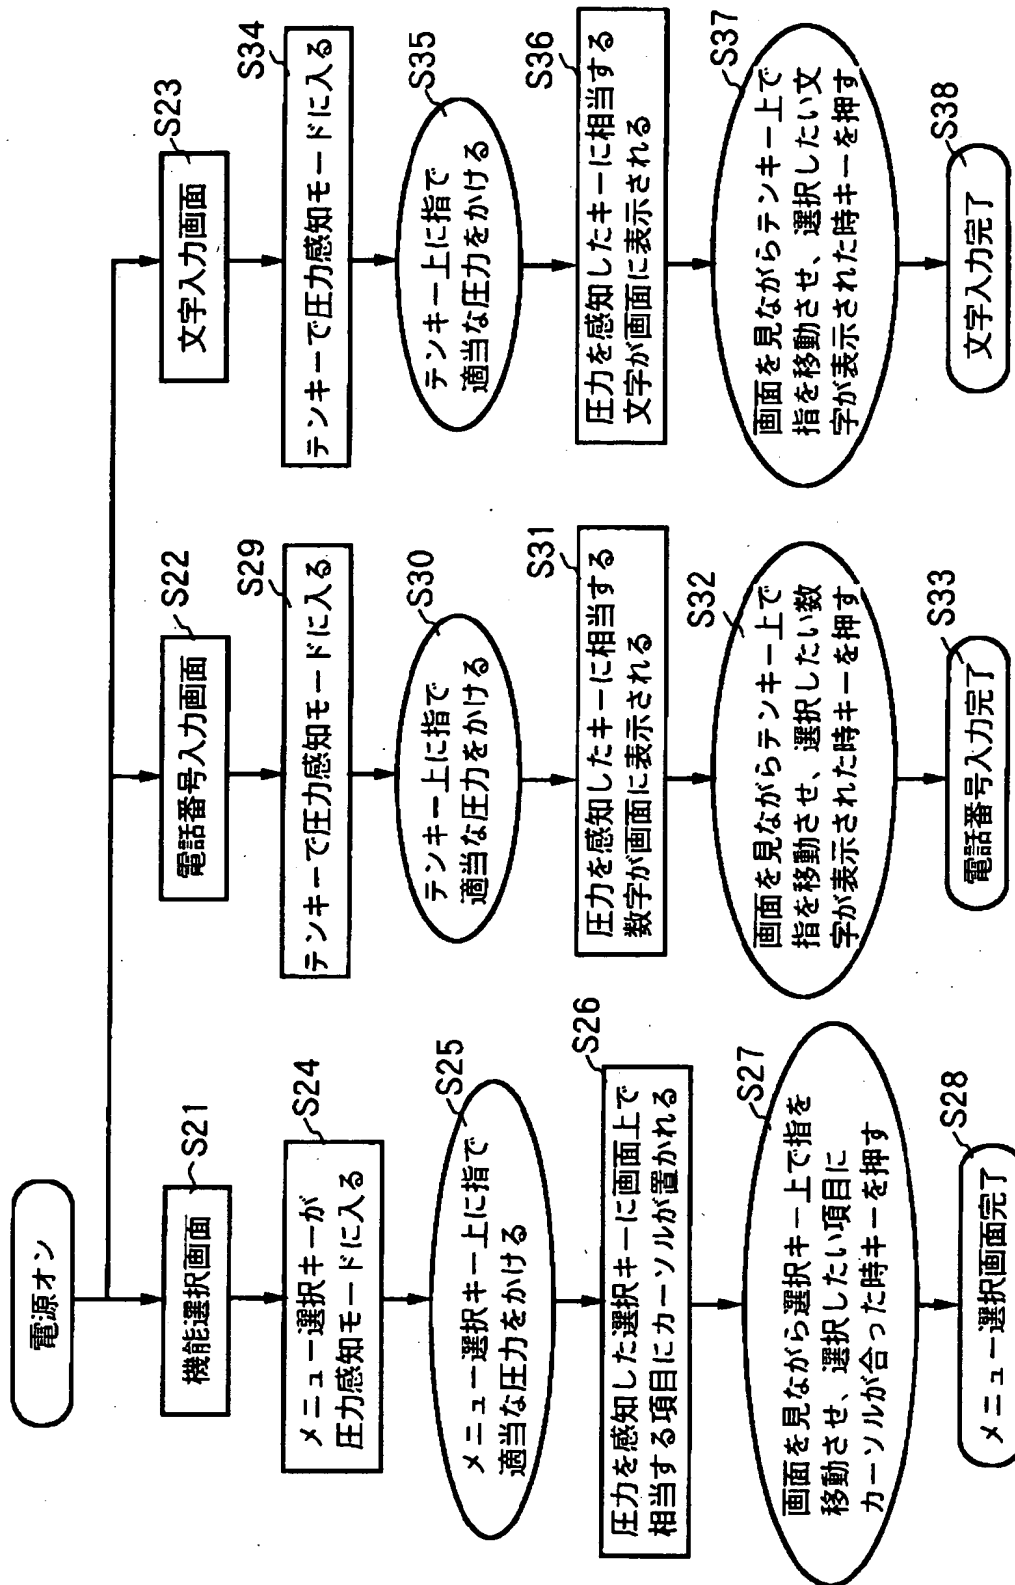 電源オン
S21
機能選択画面
S24
メニュー選択キーが
圧力感知モードに入る
S25
メニュー選択キー上に指で
適当な圧力をかける
S26
圧力を感知した選択キーに画面上で
相当する項目にカーソルが置かれる
S27
画面を見ながら選択キー上で指を
移動させ、選択したい項目に
カーソルが合った時キーを押す
S28
メニュー選択画面完了
S22
電話番号入力画面
S29
テンキーで圧力感知モードに入る
S30
テンキー上に指で
適当な圧力をかける
S31
圧力を感知したキーに相当する
数字が画面に表示される
S32
画面を見ながらテンキー上で
指を移動させ、選択したい数
字が表示された時キーを押す
S33
電話番号入力完了
S23
文字入力画面
S34
テンキーで圧力感知モードに入る
S35
テンキー上に指で
適当な圧力をかける
S36
圧力を感知したキーに相当する
文字が画面に表示される
S37
画面を見ながらテンキー上で
指を移動させ、選択したい文
字が表示された時キーを押す
S38
文字入力完了